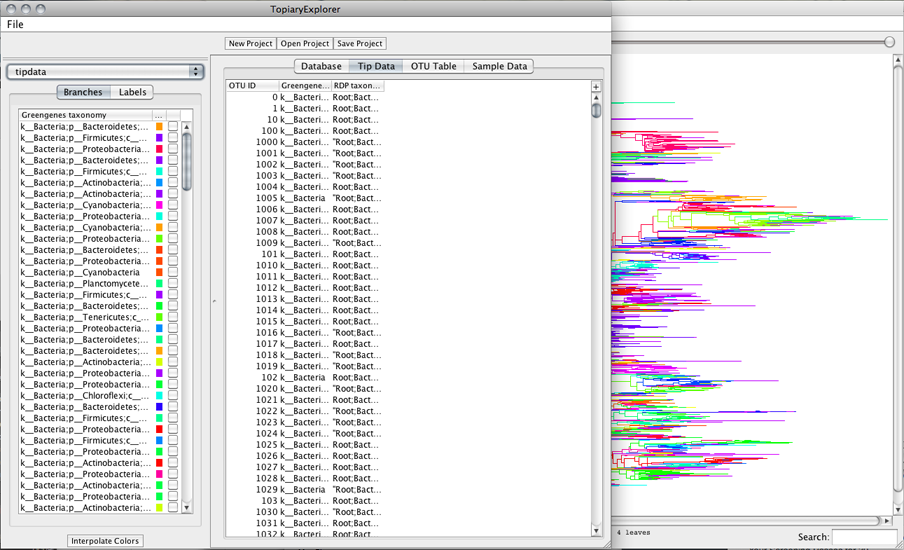 TopiaryExplorer
File
New Project Open Project Save Project
tipdata
Database Tip Data OTU Table Sample Data
Branches Labels
Greengenes taxonomy ...
k__Bacteria;p__Bacteroidetes;...
k__Bacteria;p__Firmicutes;c__...
k__Bacteria;p__Proteobacteria...
k__Bacteria;p__Bacteroidetes;...
k__Bacteria;p__Firmicutes;c__...
k__Bacteria;p__Actinobacteria;...
k__Bacteria;p__Actinobacteria;...
k__Bacteria;p__Cyanobacteria;...
k__Bacteria;p__Proteobacteria...
k__Bacteria;p__Cyanobacteria;...
k__Bacteria;p__Proteobacteria...
k__Bacteria;p__Bacteroidetes;...
k__Bacteria;p__Proteobacteria...
k__Bacteria;p__Cyanobacteria
k__Bacteria;p__Planctomycete...
k__Bacteria;p__Firmicutes;c__...
k__Bacteria;p__Bacteroidetes;...
k__Bacteria;p__Tenericutes;c__...
k__Bacteria;p__Proteobacteria...
k__Bacteria;p__Bacteroidetes;...
k__Bacteria;p__Bacteroidetes;...
k__Bacteria;p__Actinobacteria;...
k__Bacteria;p__Proteobacteria...
k__Bacteria;p__Proteobacteria...
k__Bacteria;p__Chloroflexi;c__...
k__Bacteria;p__Bacteroidetes;...
k__Bacteria;p__Firmicutes;c__...
k__Bacteria;p__Proteobacteria...
k__Bacteria;p__Firmicutes;c__...
k__Bacteria;p__Proteobacteria...
k__Bacteria;p__Actinobacteria;...
k__Bacteria;p__Proteobacteria...
k__Bacteria;p__Actinobacteria;...
k__Bacteria;p__Proteobacteria...
k__Bacteria;p__Actinobacteria;...
Interpolate Colors
OTU ID Greengene... RDP taxon... +
0 k__Bacteri... Root;Bact...
1 k__Bacteri... Root;Bact...
10 k__Bacteri... Root;Bact...
100 k__Bacteri... Root;Bact...
1000 k__Bacteri... "Root;Bact...
1001 k__Bacteri... "Root;Bact...
1002 k__Bacteri... "Root;Bact...
1003 k__Bacteri... "Root;Bact...
1004 k__Bacteri... Root;Bact...
1005 k__Bacteria "Root;Bact...
1006 k__Bacteri... Root;Bact...
1007 k__Bacteri... Root;Bact...
1008 k__Bacteri... Root;Bact...
1009 k__Bacteri... "Root;Bact...
101 k__Bacteri... Root;Bact...
1010 k__Bacteri... Root;Bact...
1011 k__Bacteri... Root;Bact...
1012 k__Bacteri... Root;Bact...
1013 k__Bacteri... Root;Bact...
1014 k__Bacteri... Root;Bact...
1015 k__Bacteri... Root;Bact...
1016 k__Bacteri... "Root;Bact...
1017 k__Bacteri... Root;Bact...
1018 k__Bacteri... "Root;Bact...
1019 k__Bacteri... "Root;Bact...
102 k__Bacteria Root;Bact...
1020 k__Bacteri... "Root;Bact...
1021 k__Bacteri... Root;Bact...
1022 k__Bacteri... "Root;Bact...
1023 k__Bacteri... "Root;Bact...
1024 k__Bacteri... "Root;Bact...
1025 k__Bacteri... Root;Bact...
1026 k__Bacteri... Root;Bact...
1027 k__Bacteri... "Root;Bact...
1028 k__Bacteri... Root;Bact...
1029 k__Bacteria "Root;Bact...
103 k__Bacteri... Root;Bact...
1030 k__Bacteri... "Root;Bact...
1031 k__Bacteri... Root;Bact...
1032 k__Bacteri... Root;Bact...
4 leaves
Search: